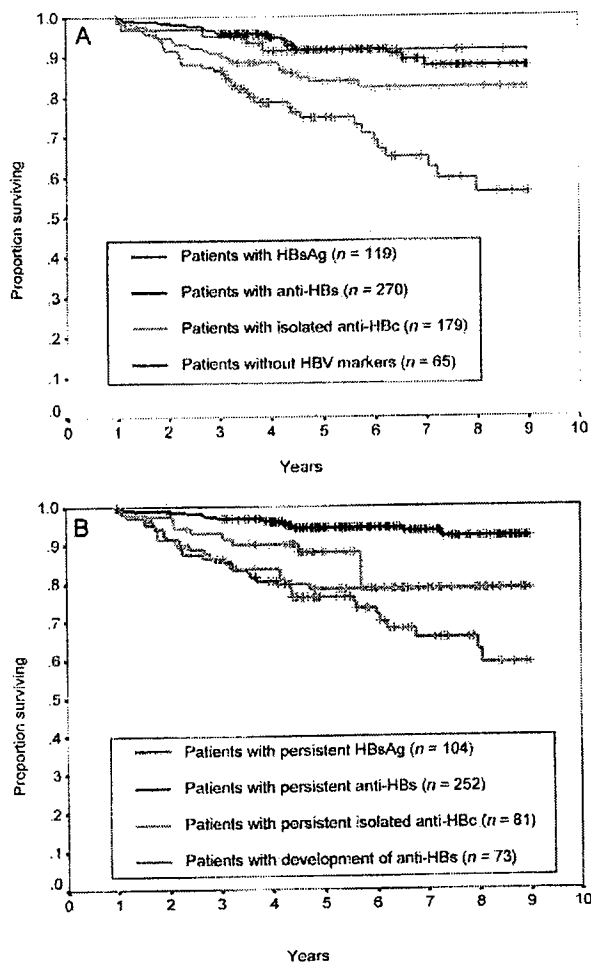 A
1.0
.9
.8
.7
.6
.5
.4
.3
.2
.1
.0
Proportion surviving
Patients with HBsAg (n = 119)
Patients with anti-HBs (n = 270)
Patients with isolated anti-HBc (n = 179)
Patients without HBV markers (n = 65)
0 1 2 3 4 5 6 7 8 9 10
Years
B
1.0
.9
.8
.7
.6
.5
.4
.3
.2
.1
.0
Proportion surviving
Patients with persistent HBsAg (n = 104)
Patients with persistent anti-HBs (n = 252)
Patients with persistent isolated anti-HBc (n = 81)
Patients with development of anti-HBs (n = 73)
0 1 2 3 4 5 6 7 8 9 10
Years